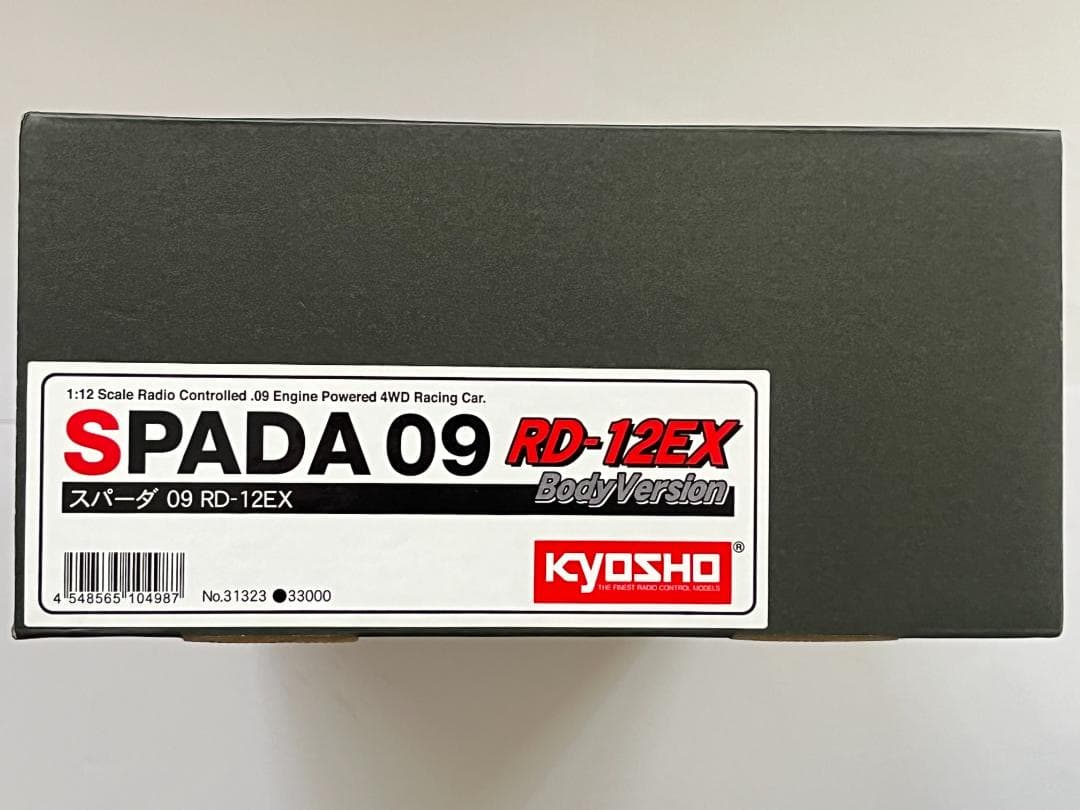 1:12 Scale Radio Controlled .09 Engine Powered 4WD Racing Car.
SPADA 09 RD-12EX
Body Version
スパーダ 09 RD-12EX
KYOSHO ®
THE FINEST RADIO CONTROL MODELS
4 548565 104987
No.31323 ●33000